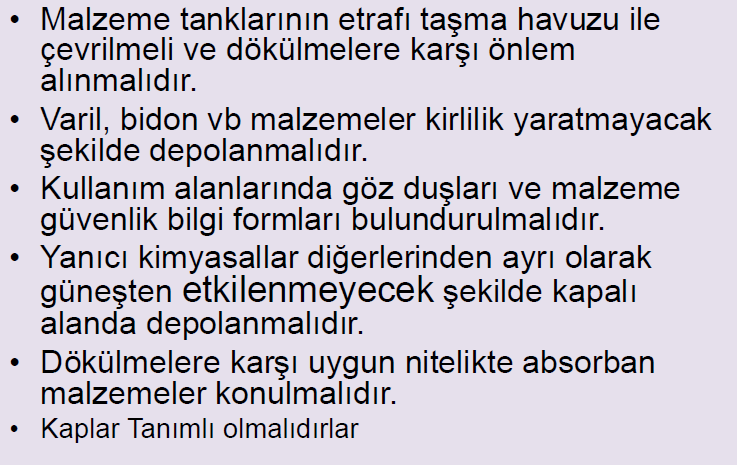 • Malzeme tanklarının etrafı taşma havuzu ile
çevrilmeli ve dökülmelere karşı önlem
alınmalıdır.
• Varil, bidon vb malzemeler kirlilik yaratmayacak
şekilde depolanmalıdır.
• Kullanım alanlarında göz duşları ve malzeme
güvenlik bilgi formları bulundurulmalıdır.
• Yanıcı kimyasallar diğerlerinden ayrı olarak
güneşten etkilenmeyecek şekilde kapalı
alanda depolanmalıdır.
• Dökülmelere karşı uygun nitelikte absorban
malzemeler konulmalıdır.
• Kaplar Tanımlı olmalıdırlar